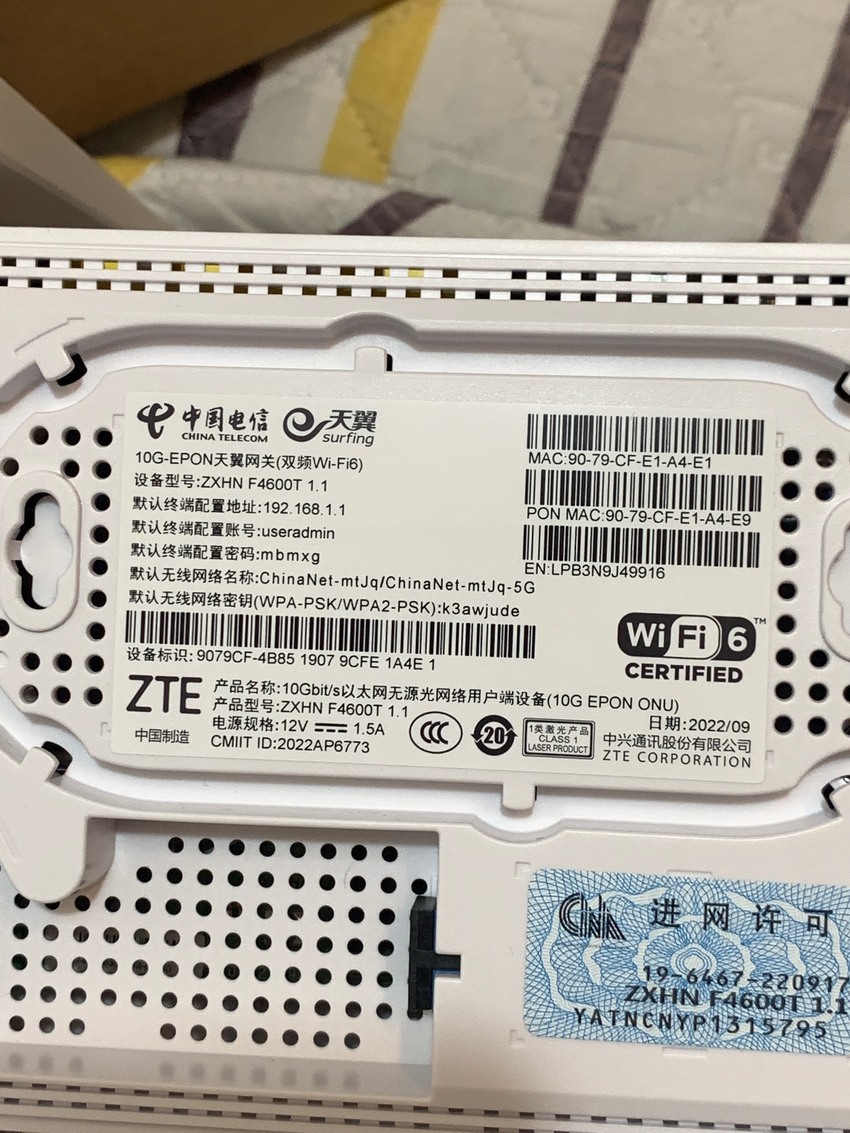 中国电信
CHINA TELECOM
天翼
surfing
10G-EPON天翼网关(双频Wi-Fi6)
设备型号:ZXHN F4600T 1.1
默认终端配置地址:192.168.1.1
默认终端配置账号:useradmin
默认终端配置密码:mbmxg
默认无线网络名称:ChinaNet-mtJq/ChinaNet-mtJq-5G
默认无线网络密钥(WPA-PSK/WPA2-PSK):k3awjude
设备标识: 9079CF-4B85 1907 9CFE 1A4E 1
MAC:90-79-CF-E1-A4-E1
PON MAC:90-79-CF-E1-A4-E9
EN:LPB3N9J49916
Wi Fi 6 TM
CERTIFIED
ZTE
中国制造
产品名称:10Gbit/s以太网无源光网络用户端设备(10G EPON ONU)
产品型号:ZXHN F4600T 1.1
电源规格:12V 1.5A
CMIIT ID:2022AP6773
CCC
20
1类激光产品
CLASS 1
LASER PRODUCT
日期:2022/09
中兴通讯股份有限公司
ZTE CORPORATION
CNA 进网许可
19-6467-220917
ZXHN F4600T 1.1
YATNCNYP1315795